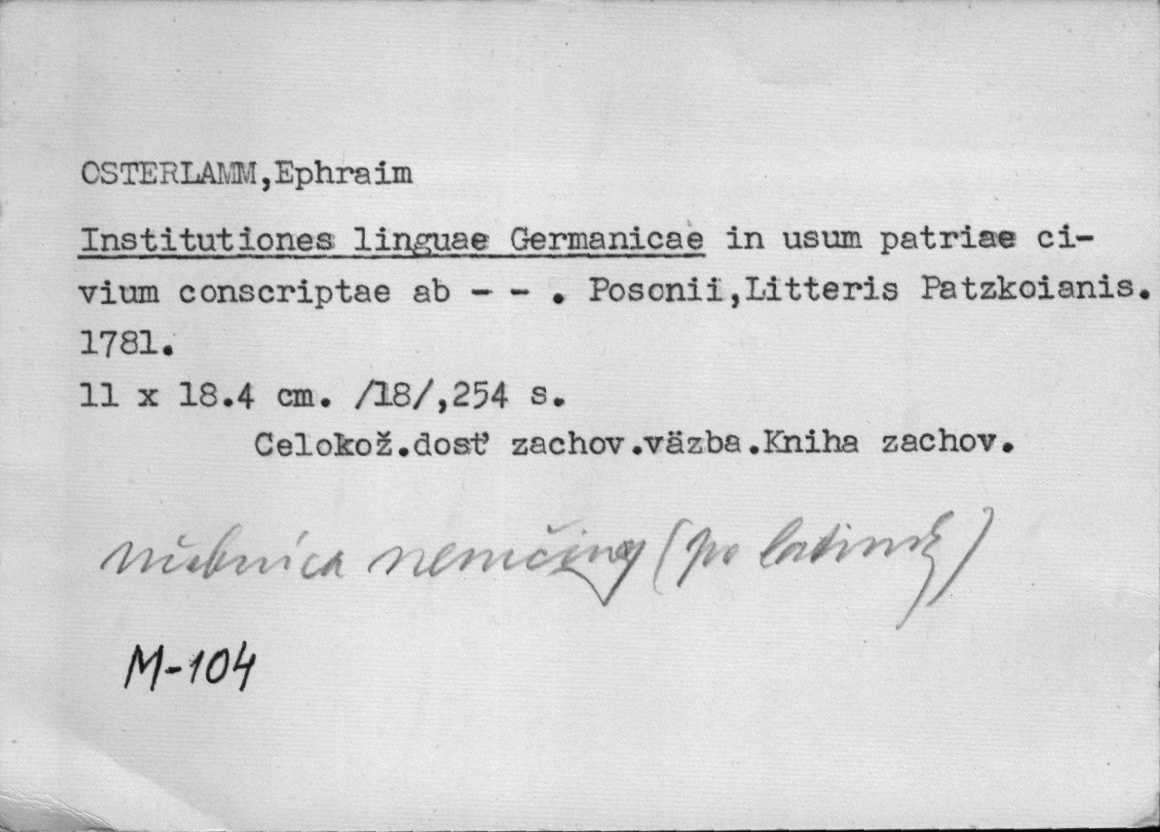 OSTERLAMM,Ephraim
Institutiones linguae Germanicae in usum patriae ci-
vium conscriptae ab - - . Posonii,Litteris Patzkoianis.
1781.
11 x 18.4 cm. /18/,254 s.
Celokož.dosť zachov.väzba.Kniha zachov.
učebnica nemčiny (po latinsky)
M-104